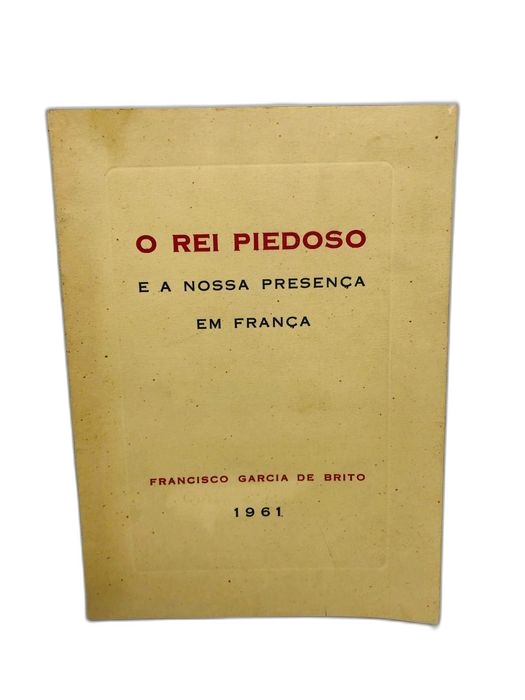 O REI PIEDOSO
E A NOSSA PRESENÇA
EM FRANÇA
FRANCISCO GARCIA DE BRITO
1961